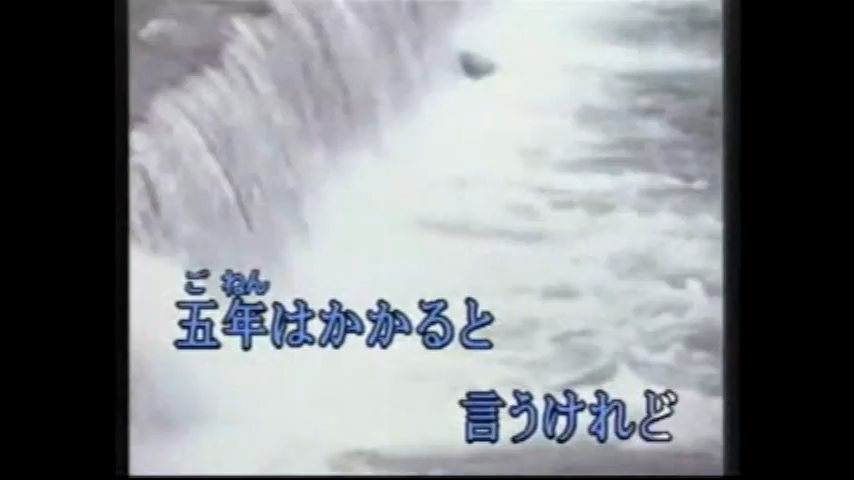 ご ねん
五年はかかると
言うけれど